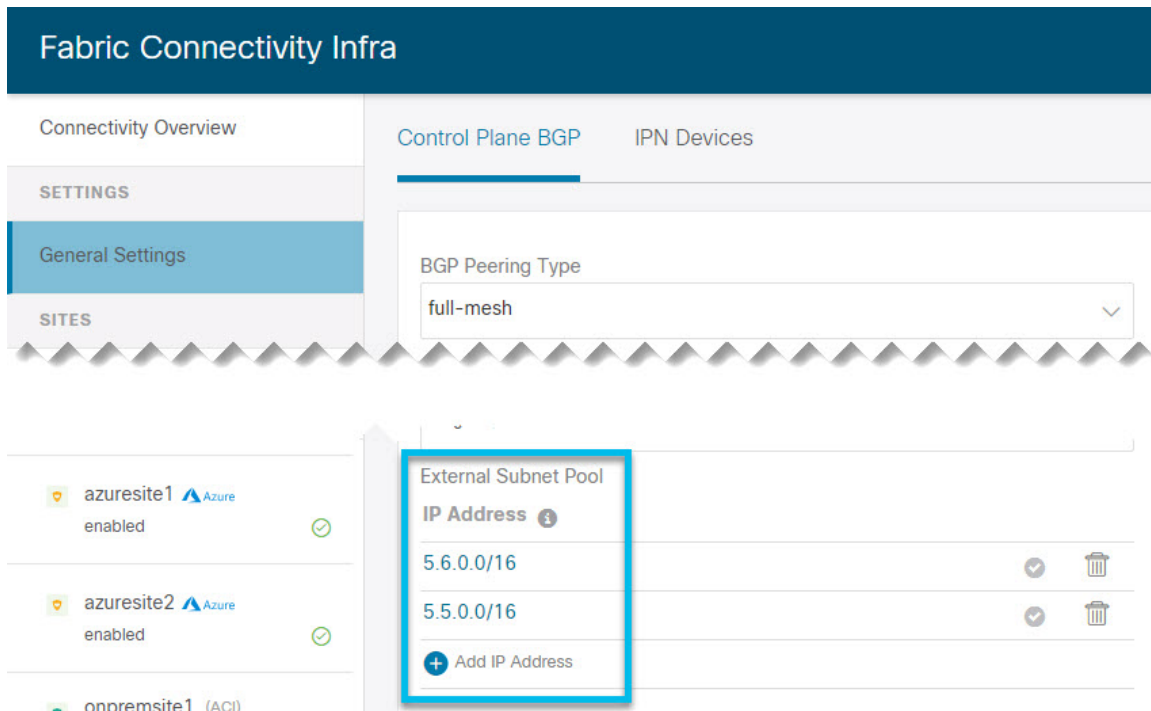 Fabric Connectivity Infra
Connectivity Overview
SETTINGS
General Settings
SITES
Control Plane BGP
IPN Devices
BGP Peering Type
full-mesh
azuresite1 Azure
enabled
azuresite2 Azure
enabled
onpremsite1 (ACI)
External Subnet Pool
IP Address
5.6.0.0/16
5.5.0.0/16
Add IP Address